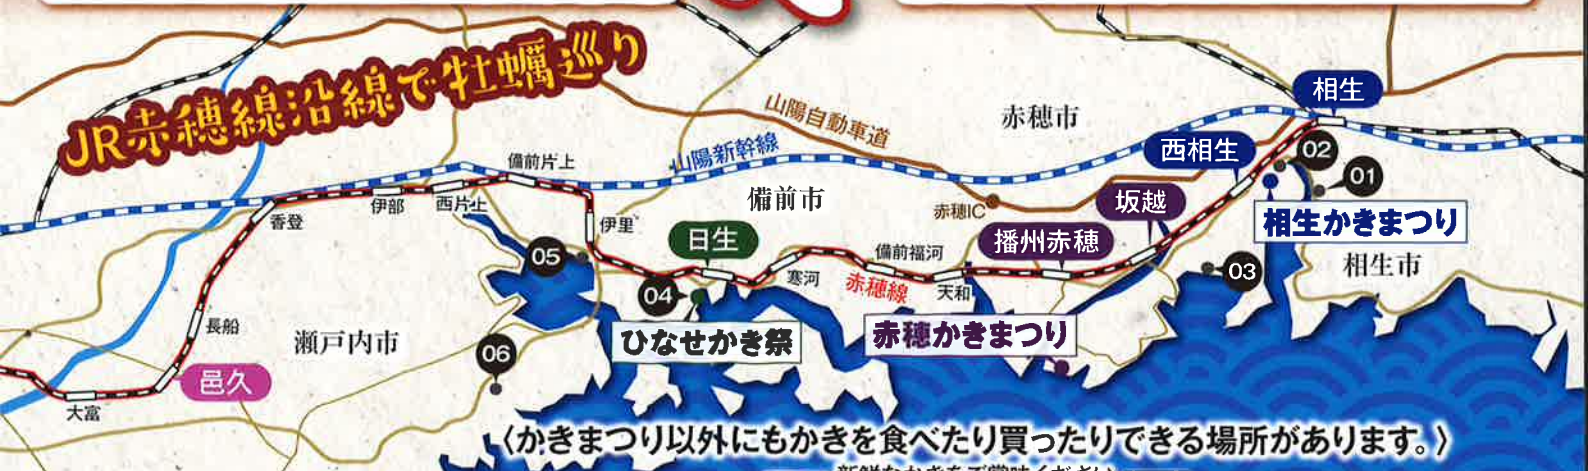 JR赤穂線沿線で牡蠣巡り
山陽自動車道
赤穂市
相生
西相生
02
01
山陽新幹線
備前片上
伊部
西片上
香登
伊里
備前市
赤穂IC
坂越
相生かきまつり
日生
播州赤穂
備前福河
05
寒河
赤穂線
天和
03
相生市
04
長船
瀬戸内市
ひなせかき祭
赤穂かきまつり
06
邑久
大富
〈かきまつり以外にもかきを食べたり買ったりできる場所があります。〉